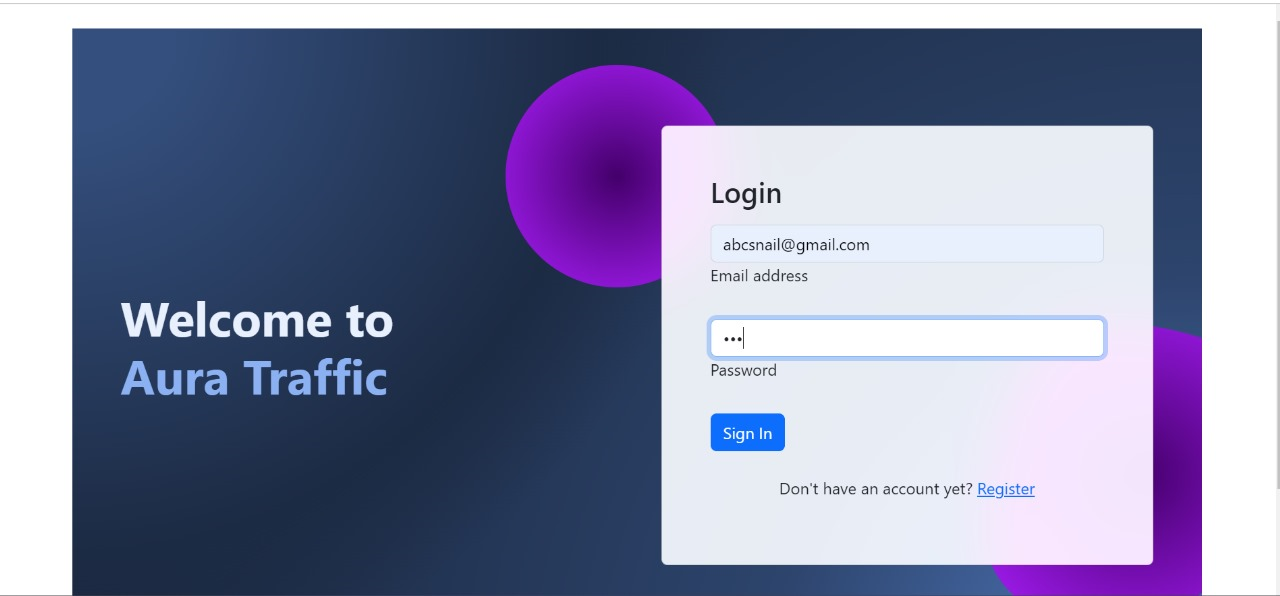 Welcome to
Aura Traffic
Login
abcsnail@gmail.com
Email address
•••
Password
Sign In
Don't have an account yet? Register